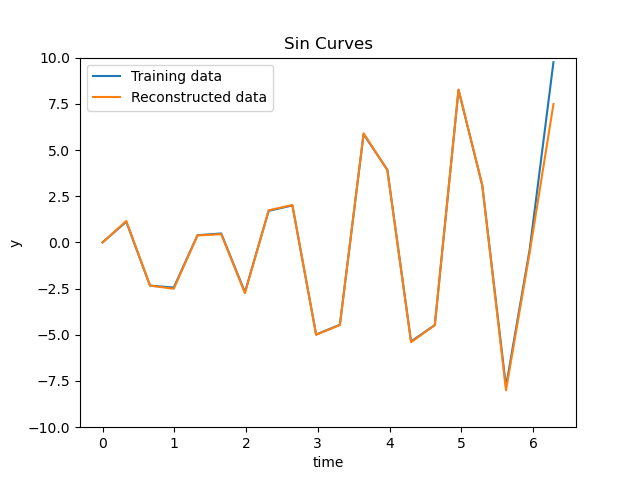 Sin Curves
Training data
Reconstructed data
10.0
7.5
5.0
2.5
0.0
−2.5
−5.0
−7.5
−10.0
y
0 1 2 3 4 5 6
time